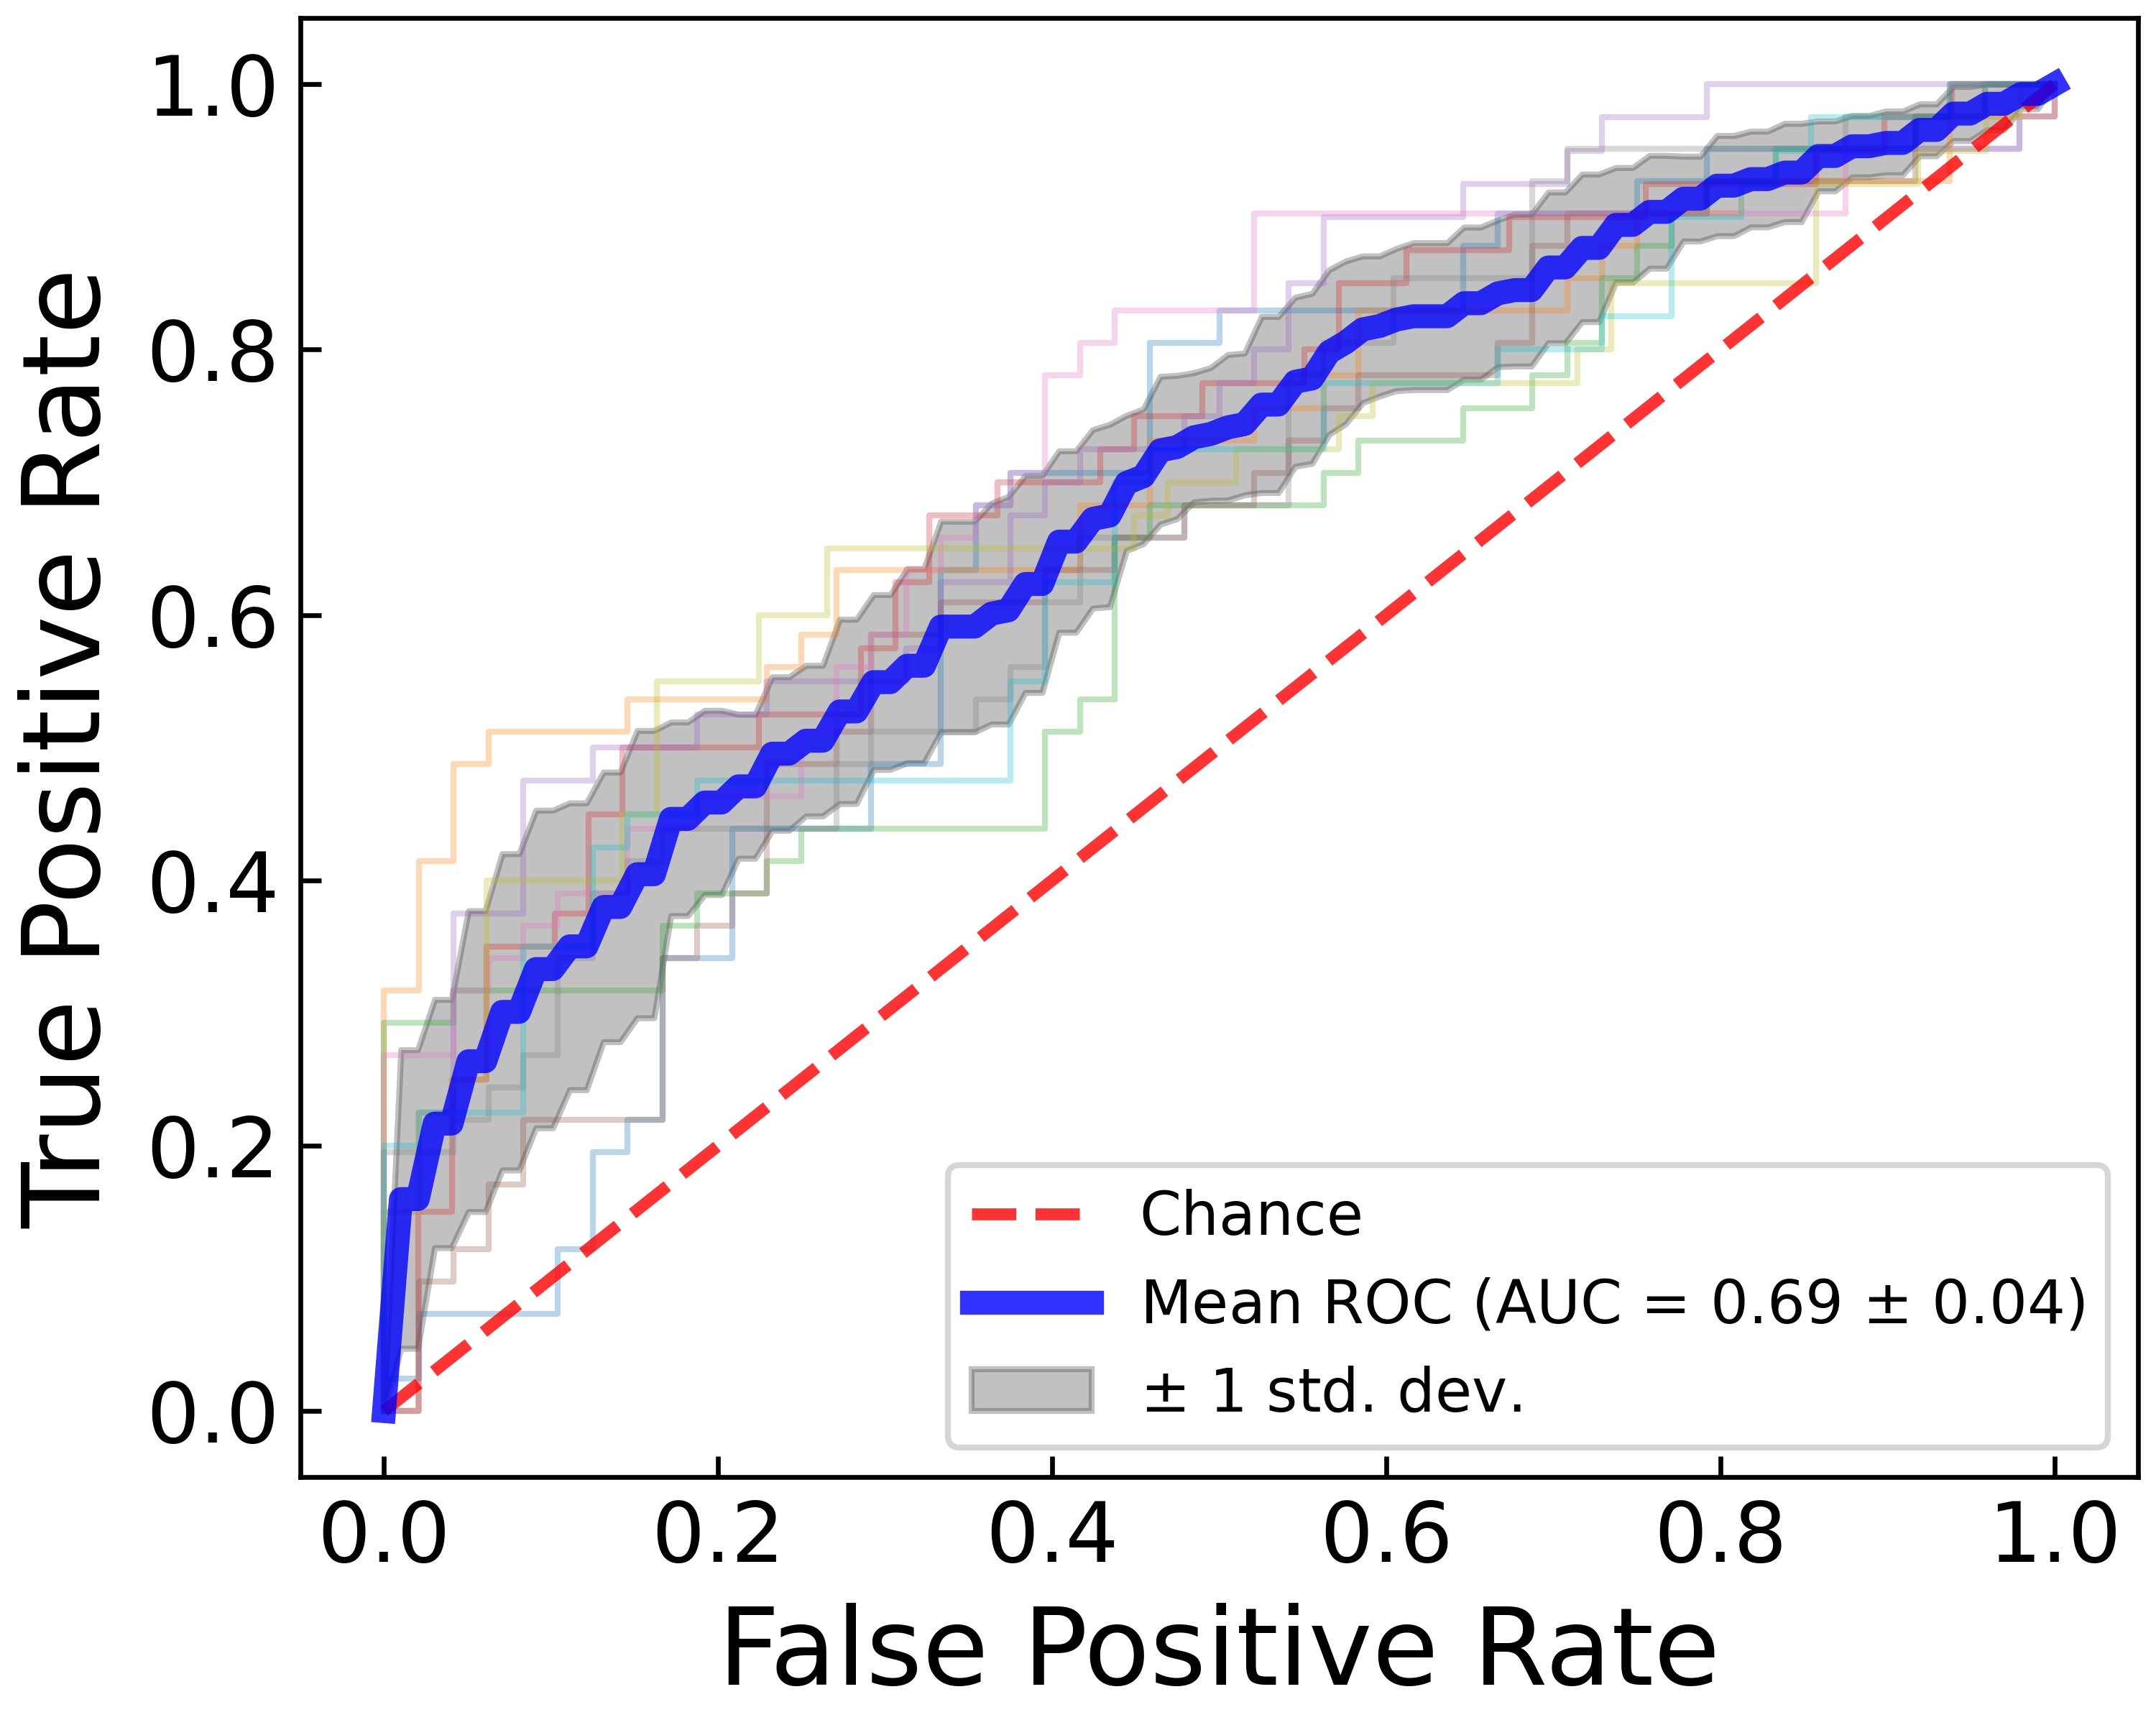 True Positive Rate
1.0
0.8
0.6
0.4
0.2
0.0
Chance
Mean ROC (AUC = 0.69 ± 0.04)
± 1 std. dev.
0.0 0.2 0.4 0.6 0.8 1.0
False Positive Rate